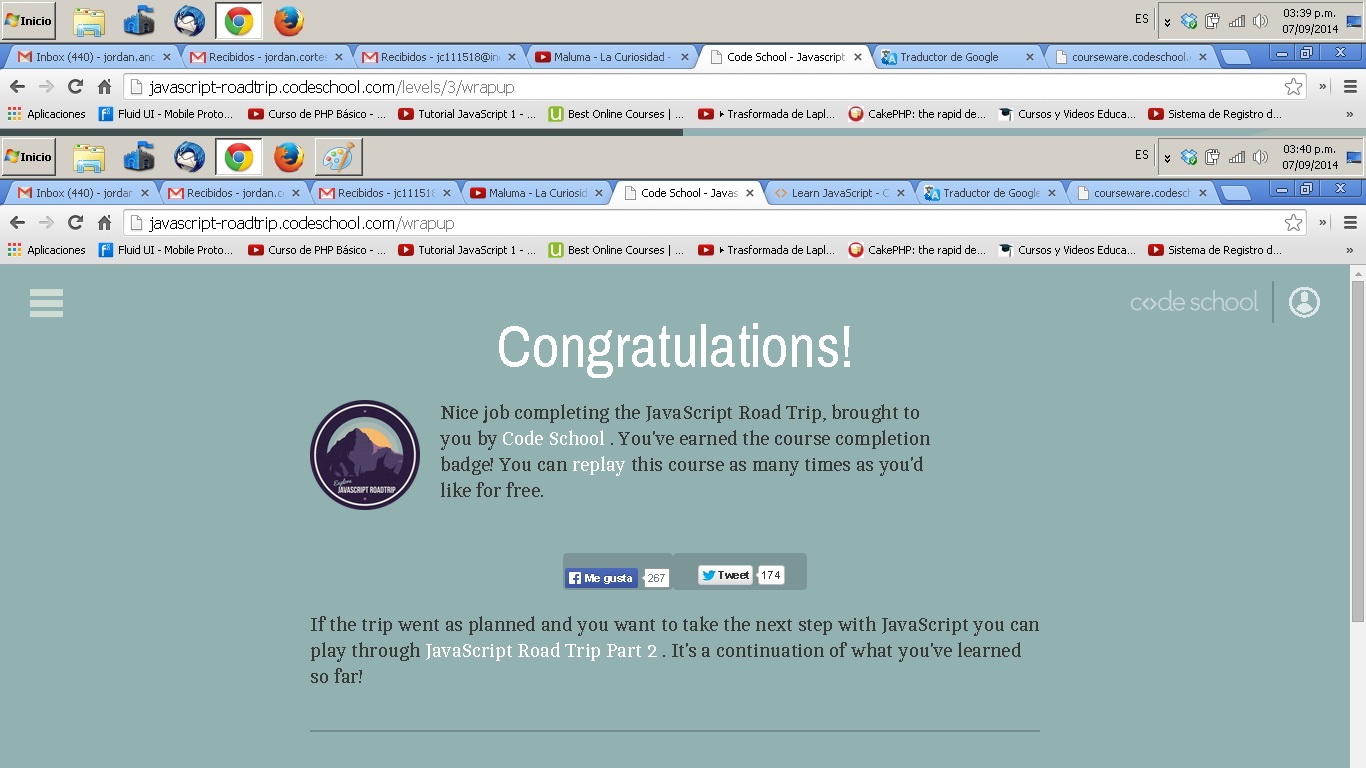 Inicio ES 03:39 p.m.
07/09/2014
Inbox (440) - jordan.anc Recibidos - jordan.corte Recibidos - jc111518@in Maluma - La Curiosidad - Code School - Javascript Traductor de Google courseware.codeschool.
javascript-roadtrip.codeschool.com/levels/3/wrapup
Aplicaciones Fluid UI - Mobile Proto... Curso de PHP Básico - ... Tutorial JavaScript 1 - ... Best Online Courses | ... Trasformada de Lapl... CakePHP: the rapid de... Cursos y Videos Educa... Sistema de Registro d... »
Inicio ES 03:40 p.m.
07/09/2014
Inbox (440) - jordar Recibidos - jordan.c Recibidos - jc11151 Maluma - La Curiosid Code School - Javas Learn JavaScript - C Traductor de Google courseware.codesch
javascript-roadtrip.codeschool.com/wrapup
Aplicaciones Fluid UI - Mobile Proto... Curso de PHP Básico - ... Tutorial JavaScript 1 - ... Best Online Courses | ... Trasformada de Lapl... CakePHP: the rapid de... Cursos y Videos Educa... Sistema de Registro d... »
code school
Congratulations!
Nice job completing the JavaScript Road Trip, brought to
you by Code School . You've earned the course completion
badge! You can replay this course as many times as you'd
like for free.
Explore
JAVASCRIPT ROADTRIP
Me gusta 267 Tweet 174
If the trip went as planned and you want to take the next step with JavaScript you can
play through JavaScript Road Trip Part 2 . It's a continuation of what you've learned
so far!